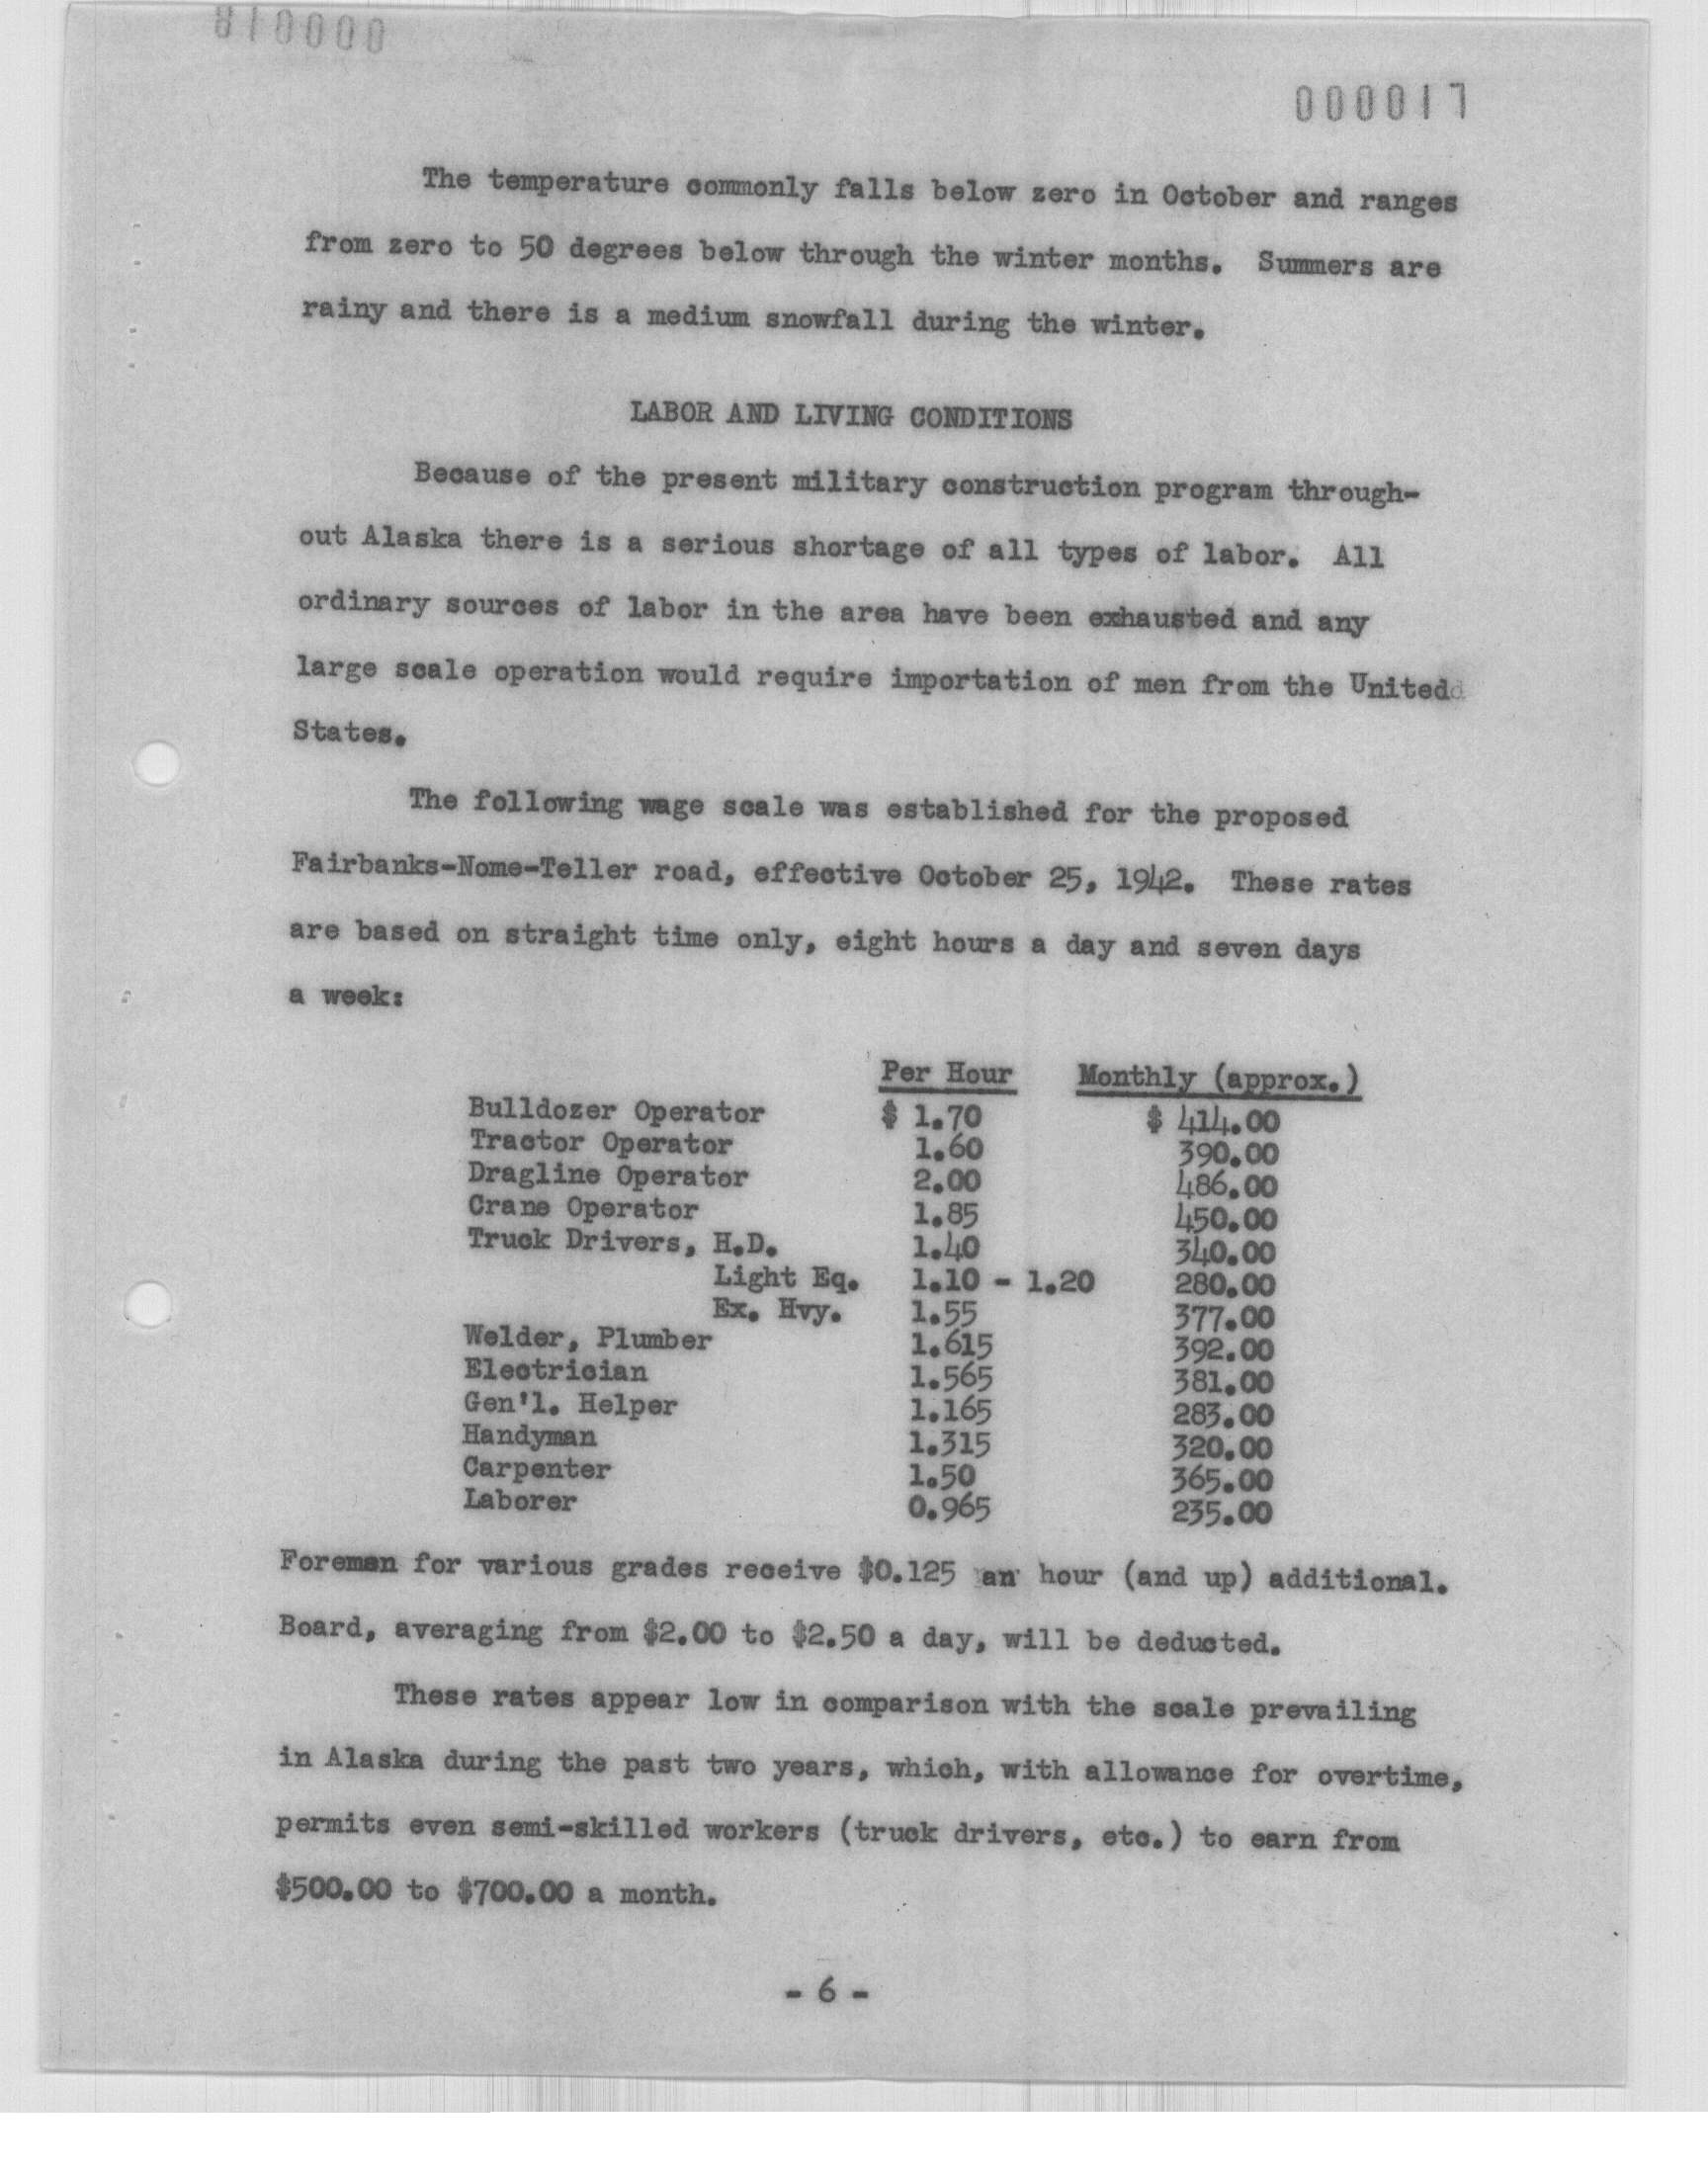 000017
The temperature commonly falls below zero in October and ranges
from zero to 50 degrees below through the winter months. Summers are
rainy and there is a medium snowfall during the winter.
LABOR AND LIVING CONDITIONS
Because of the present military construction program through-
out Alaska there is a serious shortage of all types of labor. All
ordinary sources of labor in the area have been exhausted and any
large scale operation would require importation of men from the United
States.
The following wage scale was established for the proposed
Fairbanks-Nome-Teller road, effective October 25, 1942. These rates
are based on straight time only, eight hours a day and seven days
a week:
Per Hour Monthly (approx.)
Bulldozer Operator $ 1.70 $ 414.00
Tractor Operator 1.60 390.00
Dragline Operator 2.00 486.00
Crane Operator 1.85 450.00
Truck Drivers, H.D. 1.40 340.00
Light Eq. 1.10 - 1.20 280.00
Ex. Hvy. 1.55 377.00
Welder, Plumber 1.615 392.00
Electrician 1.565 381.00
Gen'l. Helper 1.165 283.00
Handyman 1.315 320.00
Carpenter 1.50 365.00
Laborer 0.965 235.00
Foreman for various grades receive $0.125 an hour (and up) additional.
Board, averaging from $2.00 to $2.50 a day, will be deducted.
These rates appear low in comparison with the scale prevailing
in Alaska during the past two years, which, with allowance for overtime,
permits even semi-skilled workers (truck drivers, etc.) to earn from
$500.00 to $700.00 a month.
- 6 -